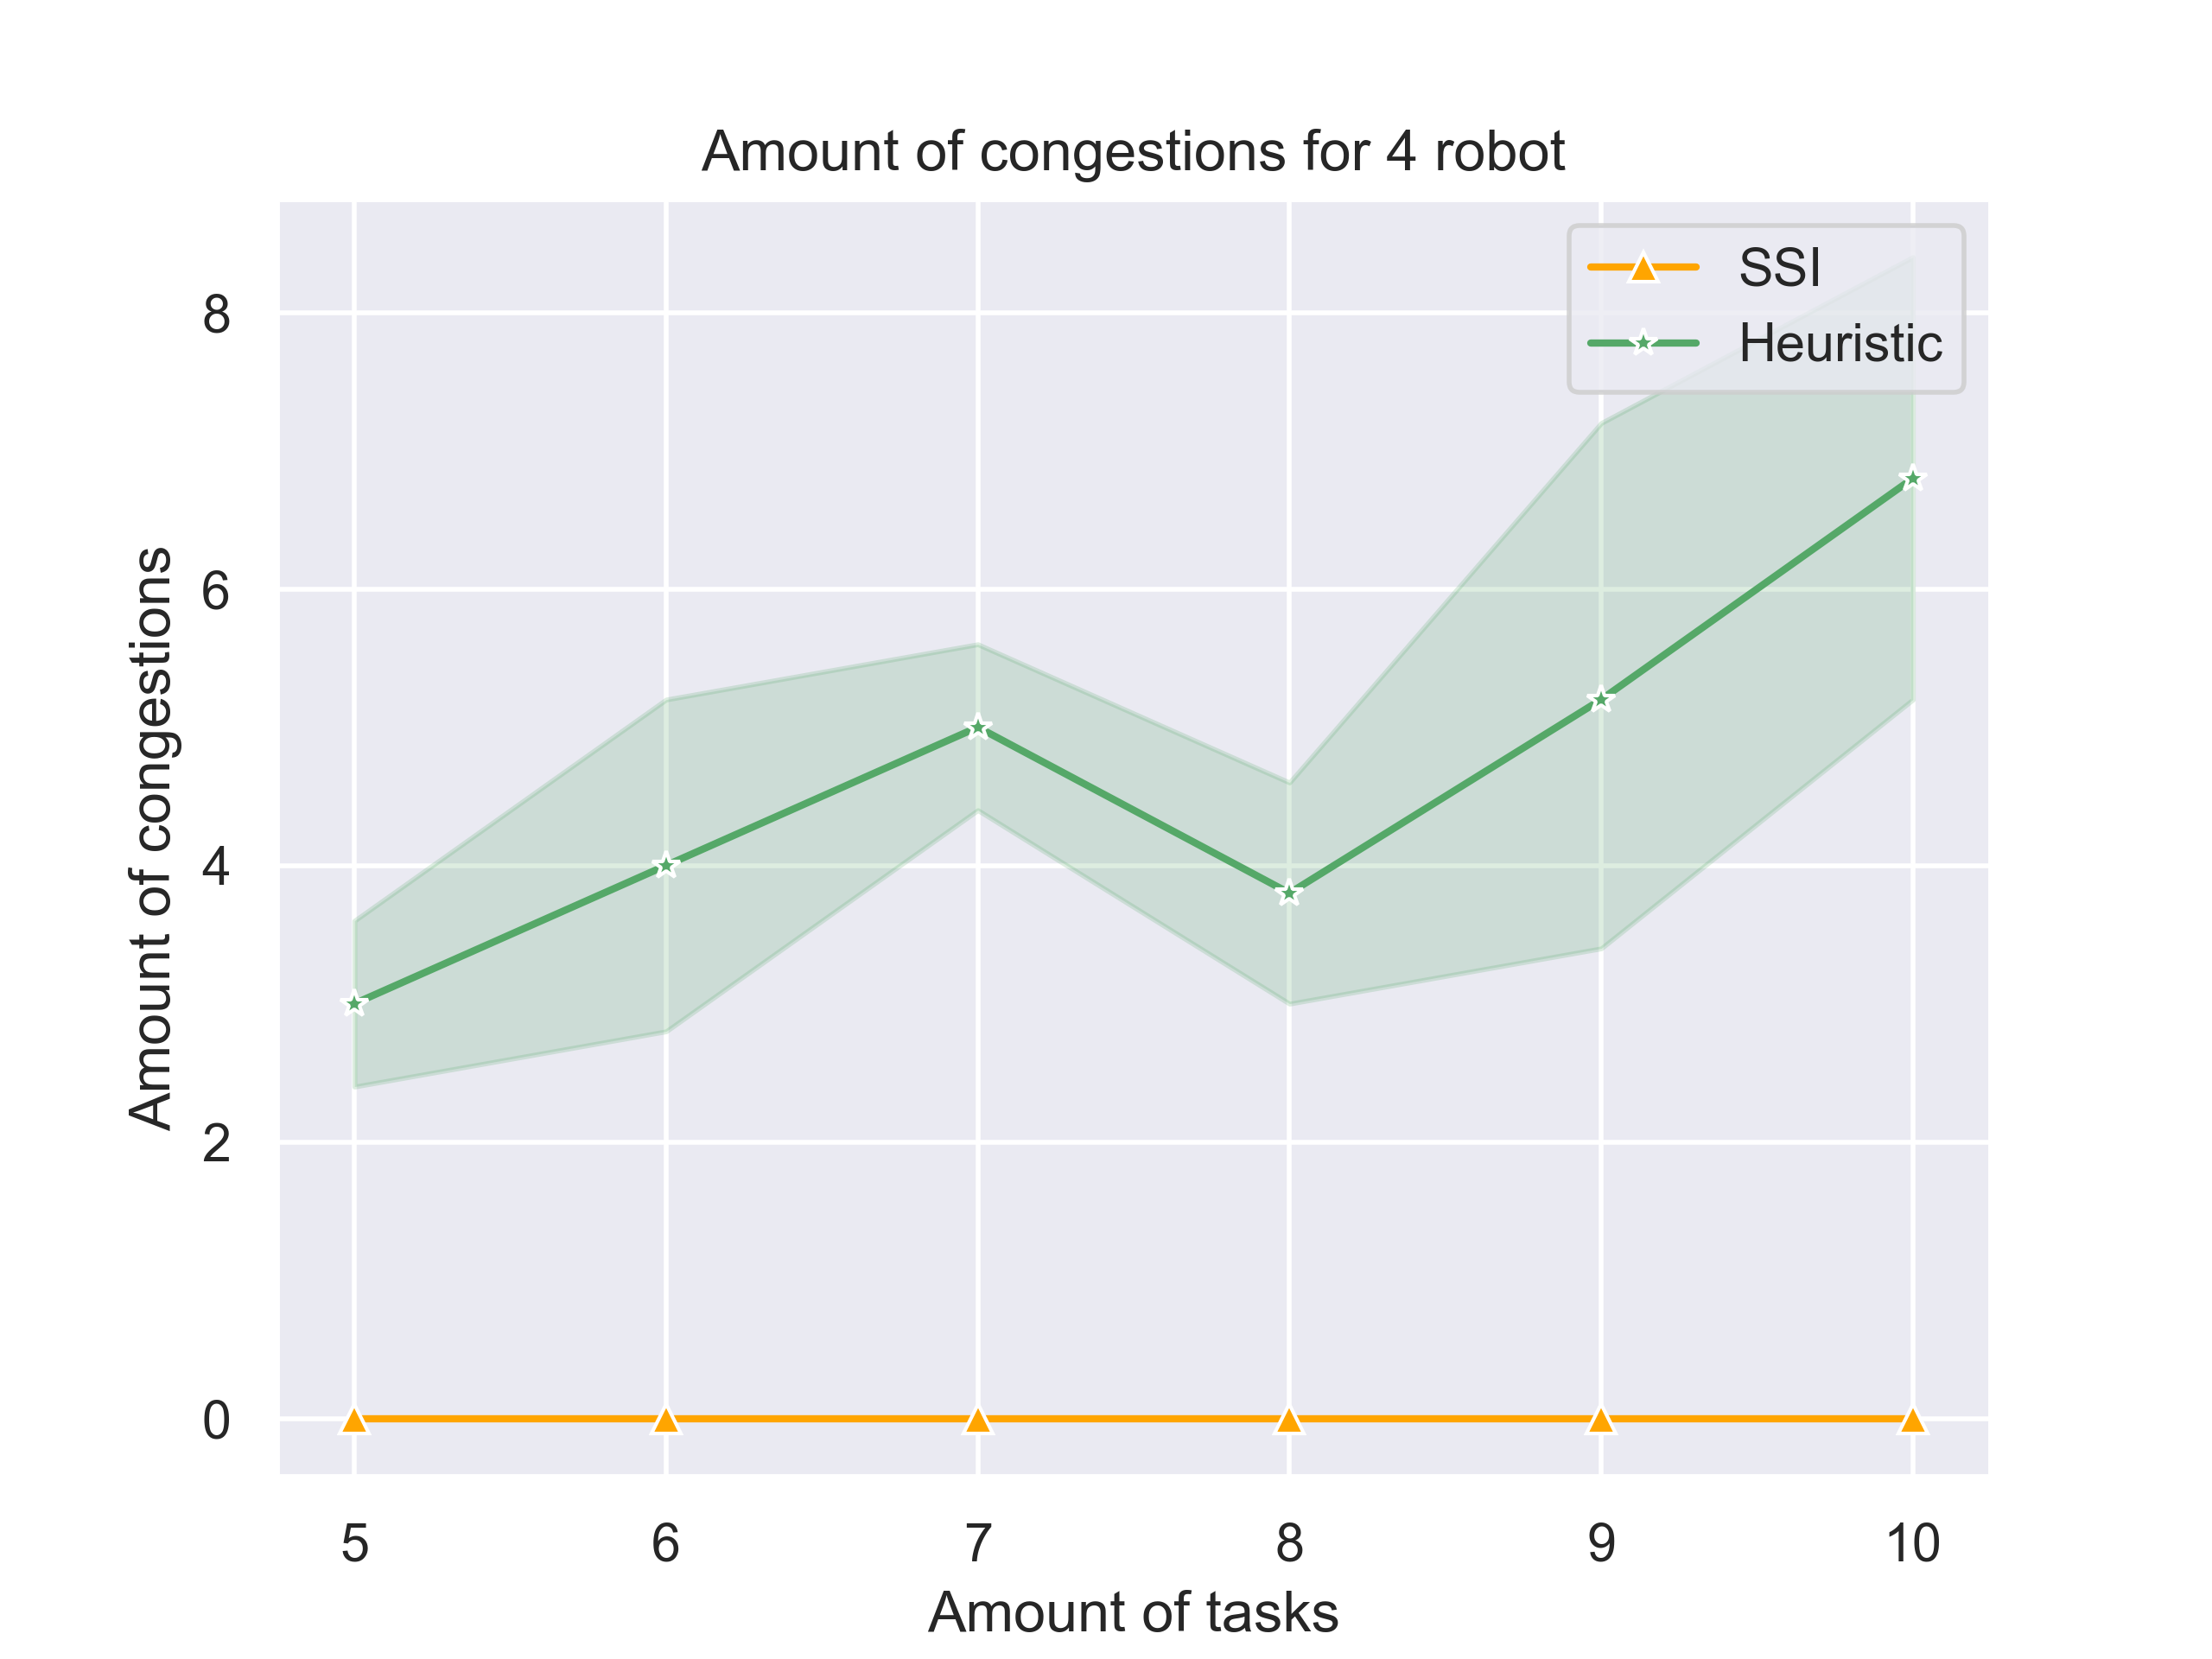 Amount of congestions for 4 robot
SSI
Heuristic
Amount of congestions
8
6
4
2
0
5 6 7 8 9 10
Amount of tasks